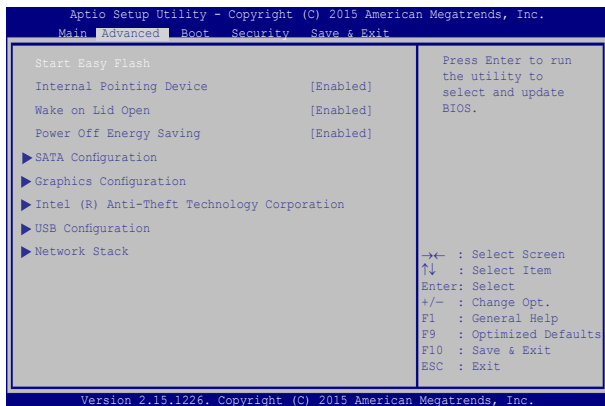 Aptio Setup Utility - Copyright (C) 2015 American Megatrends, Inc.
Main Advanced Boot Security Save & Exit
Start Easy Flash
Internal Pointing Device [Enabled]
Wake on Lid Open [Enabled]
Power Off Energy Saving [Enabled]
SATA Configuration
Graphics Configuration
Intel (R) Anti-Theft Technology Corporation
USB Configuration
Network Stack
Press Enter to run
the utility to
select and update
BIOS.
→← : Select Screen
↑↓ : Select Item
Enter: Select
+/— : Change Opt.
F1 : General Help
F9 : Optimized Defaults
F10 : Save & Exit
ESC : Exit
Version 2.15.1226. Copyright (C) 2015 American Megatrends, Inc.